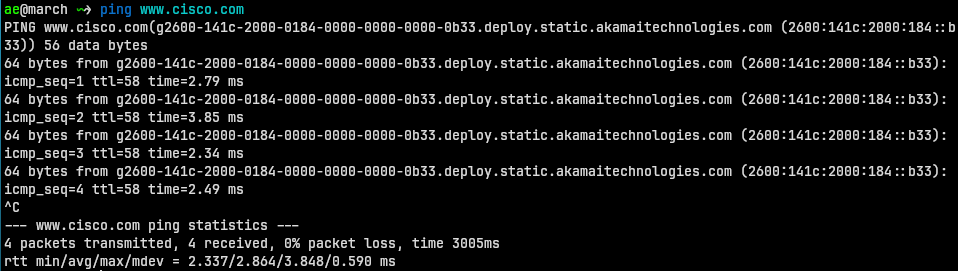 ae@march ~> ping www.cisco.com
PING www.cisco.com(g2600-141c-2000-0184-0000-0000-0000-0b33.deploy.static.akamaitechnologies.com (2600:141c:2000:184::b
33)) 56 data bytes
64 bytes from g2600-141c-2000-0184-0000-0000-0000-0b33.deploy.static.akamaitechnologies.com (2600:141c:2000:184::b33):
icmp_seq=1 ttl=58 time=2.79 ms
64 bytes from g2600-141c-2000-0184-0000-0000-0000-0b33.deploy.static.akamaitechnologies.com (2600:141c:2000:184::b33):
icmp_seq=2 ttl=58 time=3.85 ms
64 bytes from g2600-141c-2000-0184-0000-0000-0000-0b33.deploy.static.akamaitechnologies.com (2600:141c:2000:184::b33):
icmp_seq=3 ttl=58 time=2.34 ms
64 bytes from g2600-141c-2000-0184-0000-0000-0000-0b33.deploy.static.akamaitechnologies.com (2600:141c:2000:184::b33):
icmp_seq=4 ttl=58 time=2.49 ms
^C
--- www.cisco.com ping statistics ---
4 packets transmitted, 4 received, 0% packet loss, time 3005ms
rtt min/avg/max/mdev = 2.337/2.864/3.848/0.590 ms